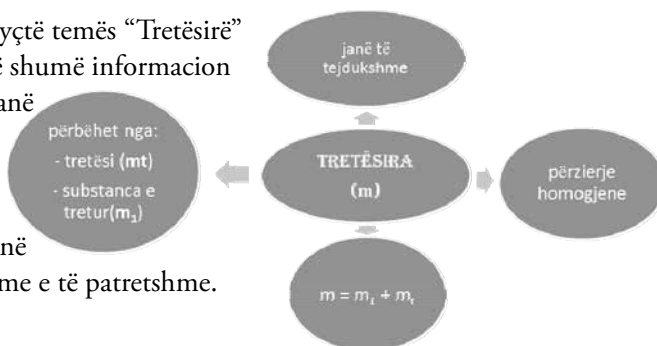 yçtë temës “Tretësirë”
ë shumë informacion
anë
në
me e të patretshme.
janë të
tejdukshme
përbëhet nga:
- tretësi (mt)
- substanca e
tretur(m₁)
TRETËSIRA
(m)
përzierje
homogjene
m = m₁ + mₜ